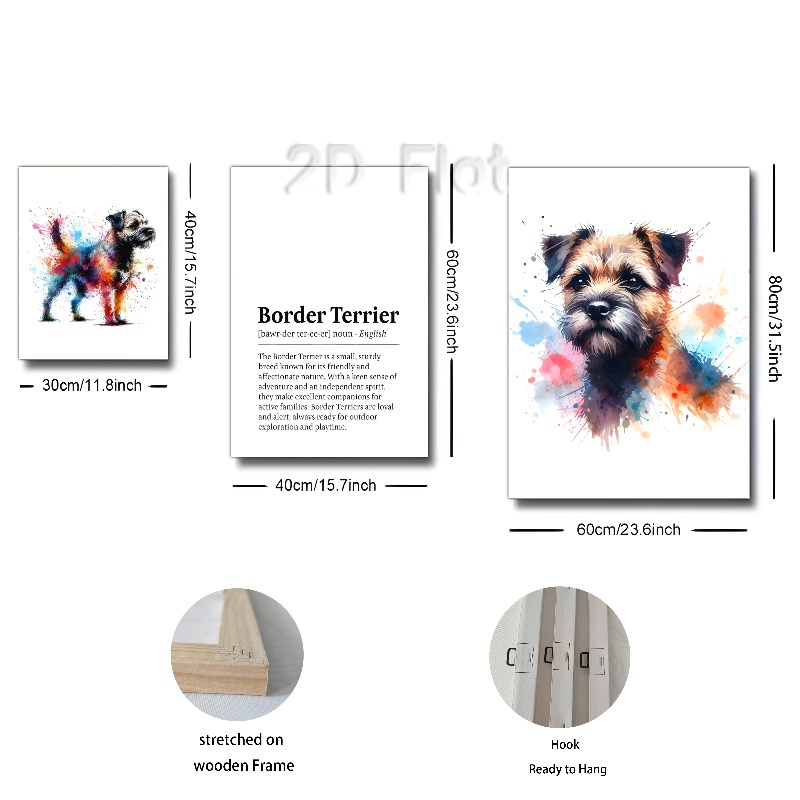 2D Flat
40cm/15.7inch
30cm/11.8inch
Border Terrier
[bawr-der ter-ee-er] noun - English
The Border Terrier is a small, sturdy
breed known for its friendly and
affectionate nature. With a keen sense of
adventure and an independent spirit,
they make excellent companions for
active families. Border Terriers are loyal
and alert, always ready for outdoor
exploration and playtime.
60cm/23.6inch
40cm/15.7inch
80cm/31.5inch
60cm/23.6inch
stretched on
wooden Frame
Hook
Ready to Hang